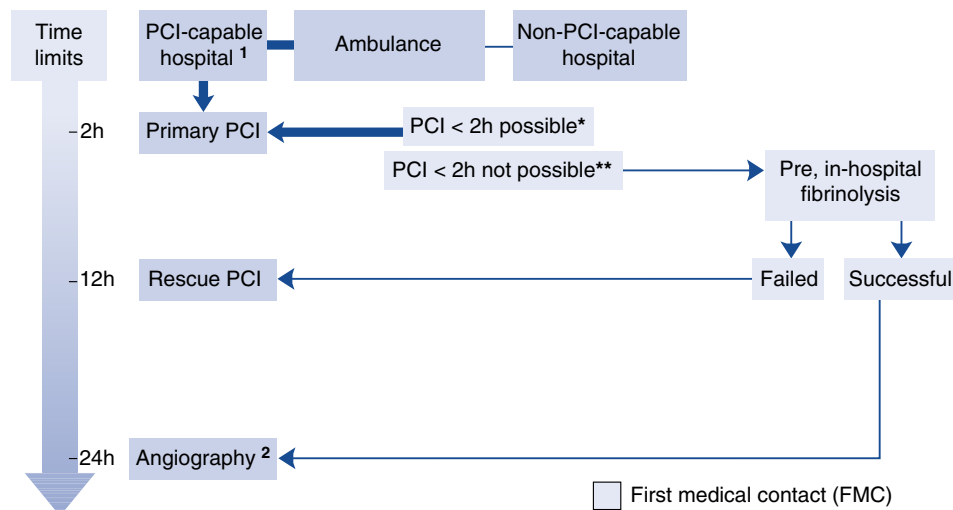 Time
limits
PCI-capable
hospital 1
Ambulance
Non-PCI-capable
hospital
2h
Primary PCI
PCI < 2h possible*
PCI < 2h not possible**
Pre, in-hospital
fibrinolysis
12h
Rescue PCI
Failed
Successful
24h
Angiography 2
First medical contact (FMC)